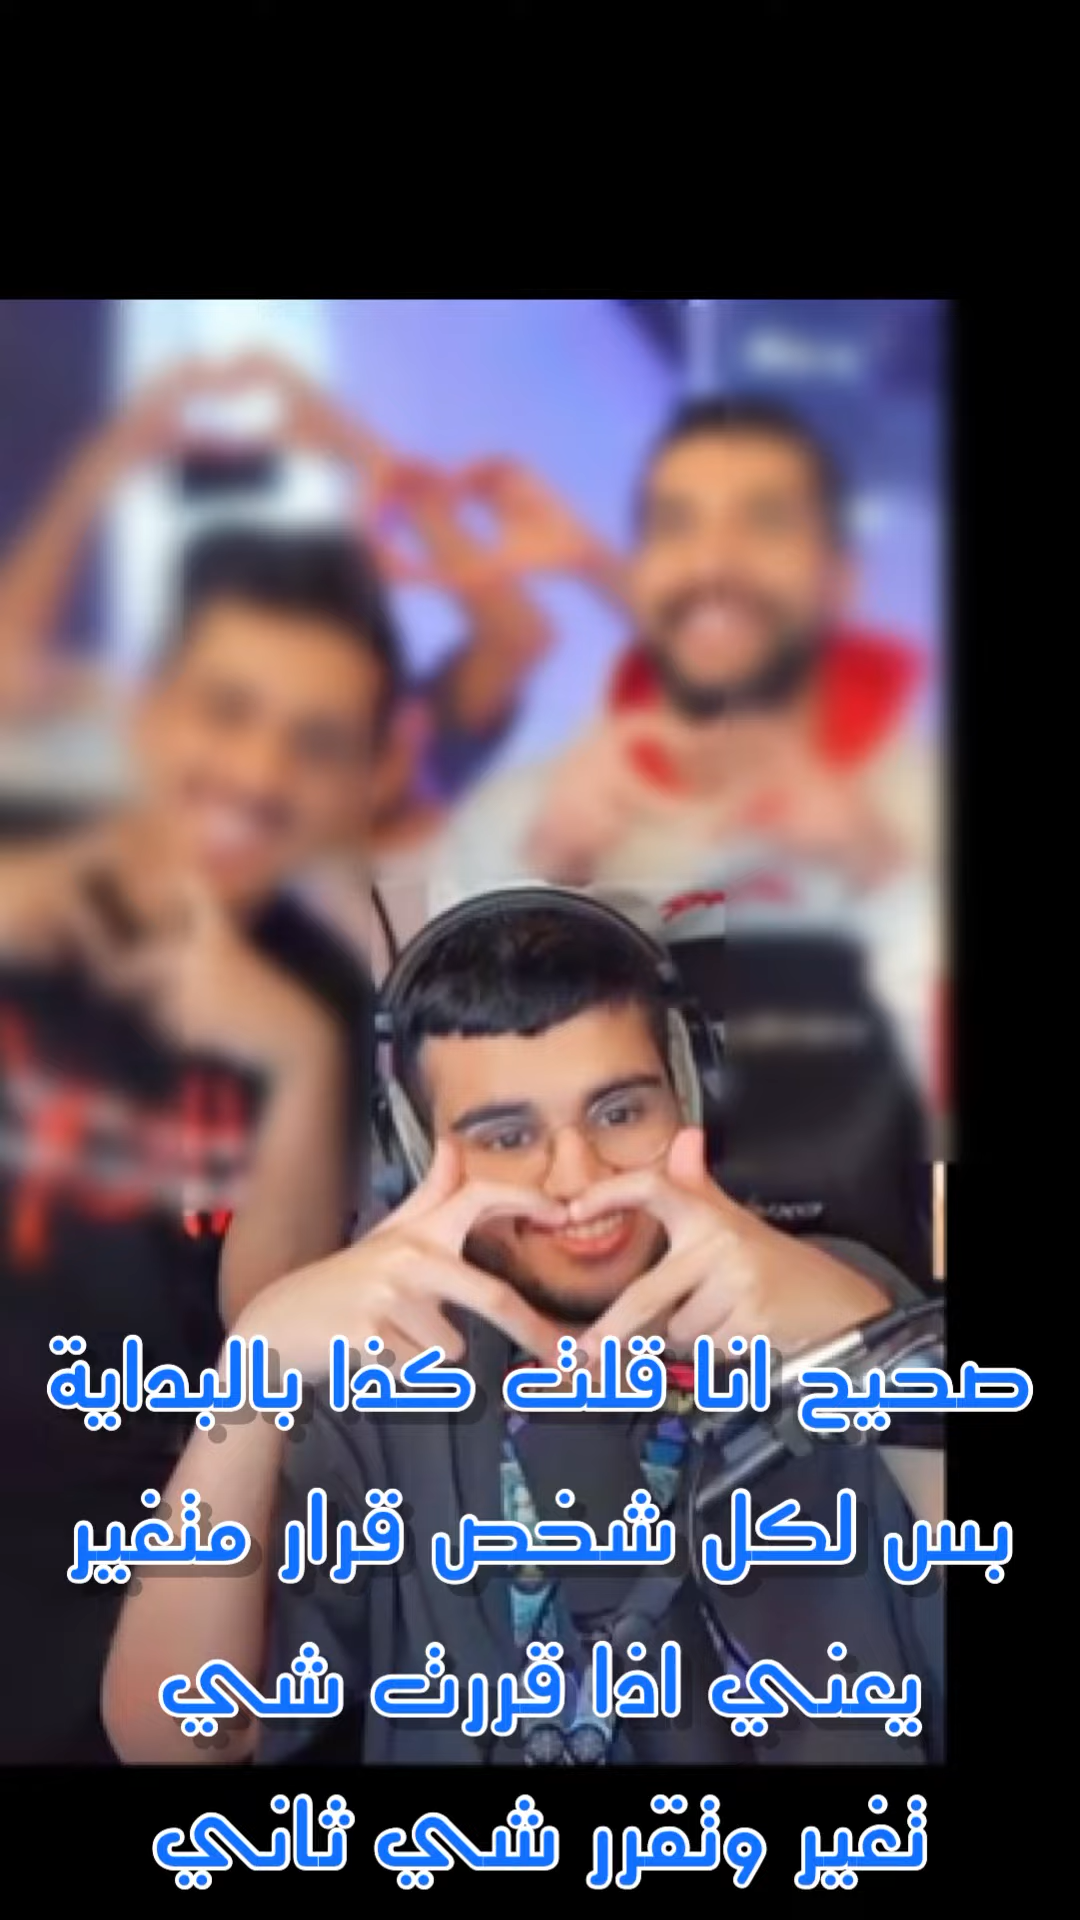 صحيح انا قلت كذا بالبداية
بس لكل شخص قرار متغير
يعني اذا قررت شي
تغير وتقرر شي ثاني